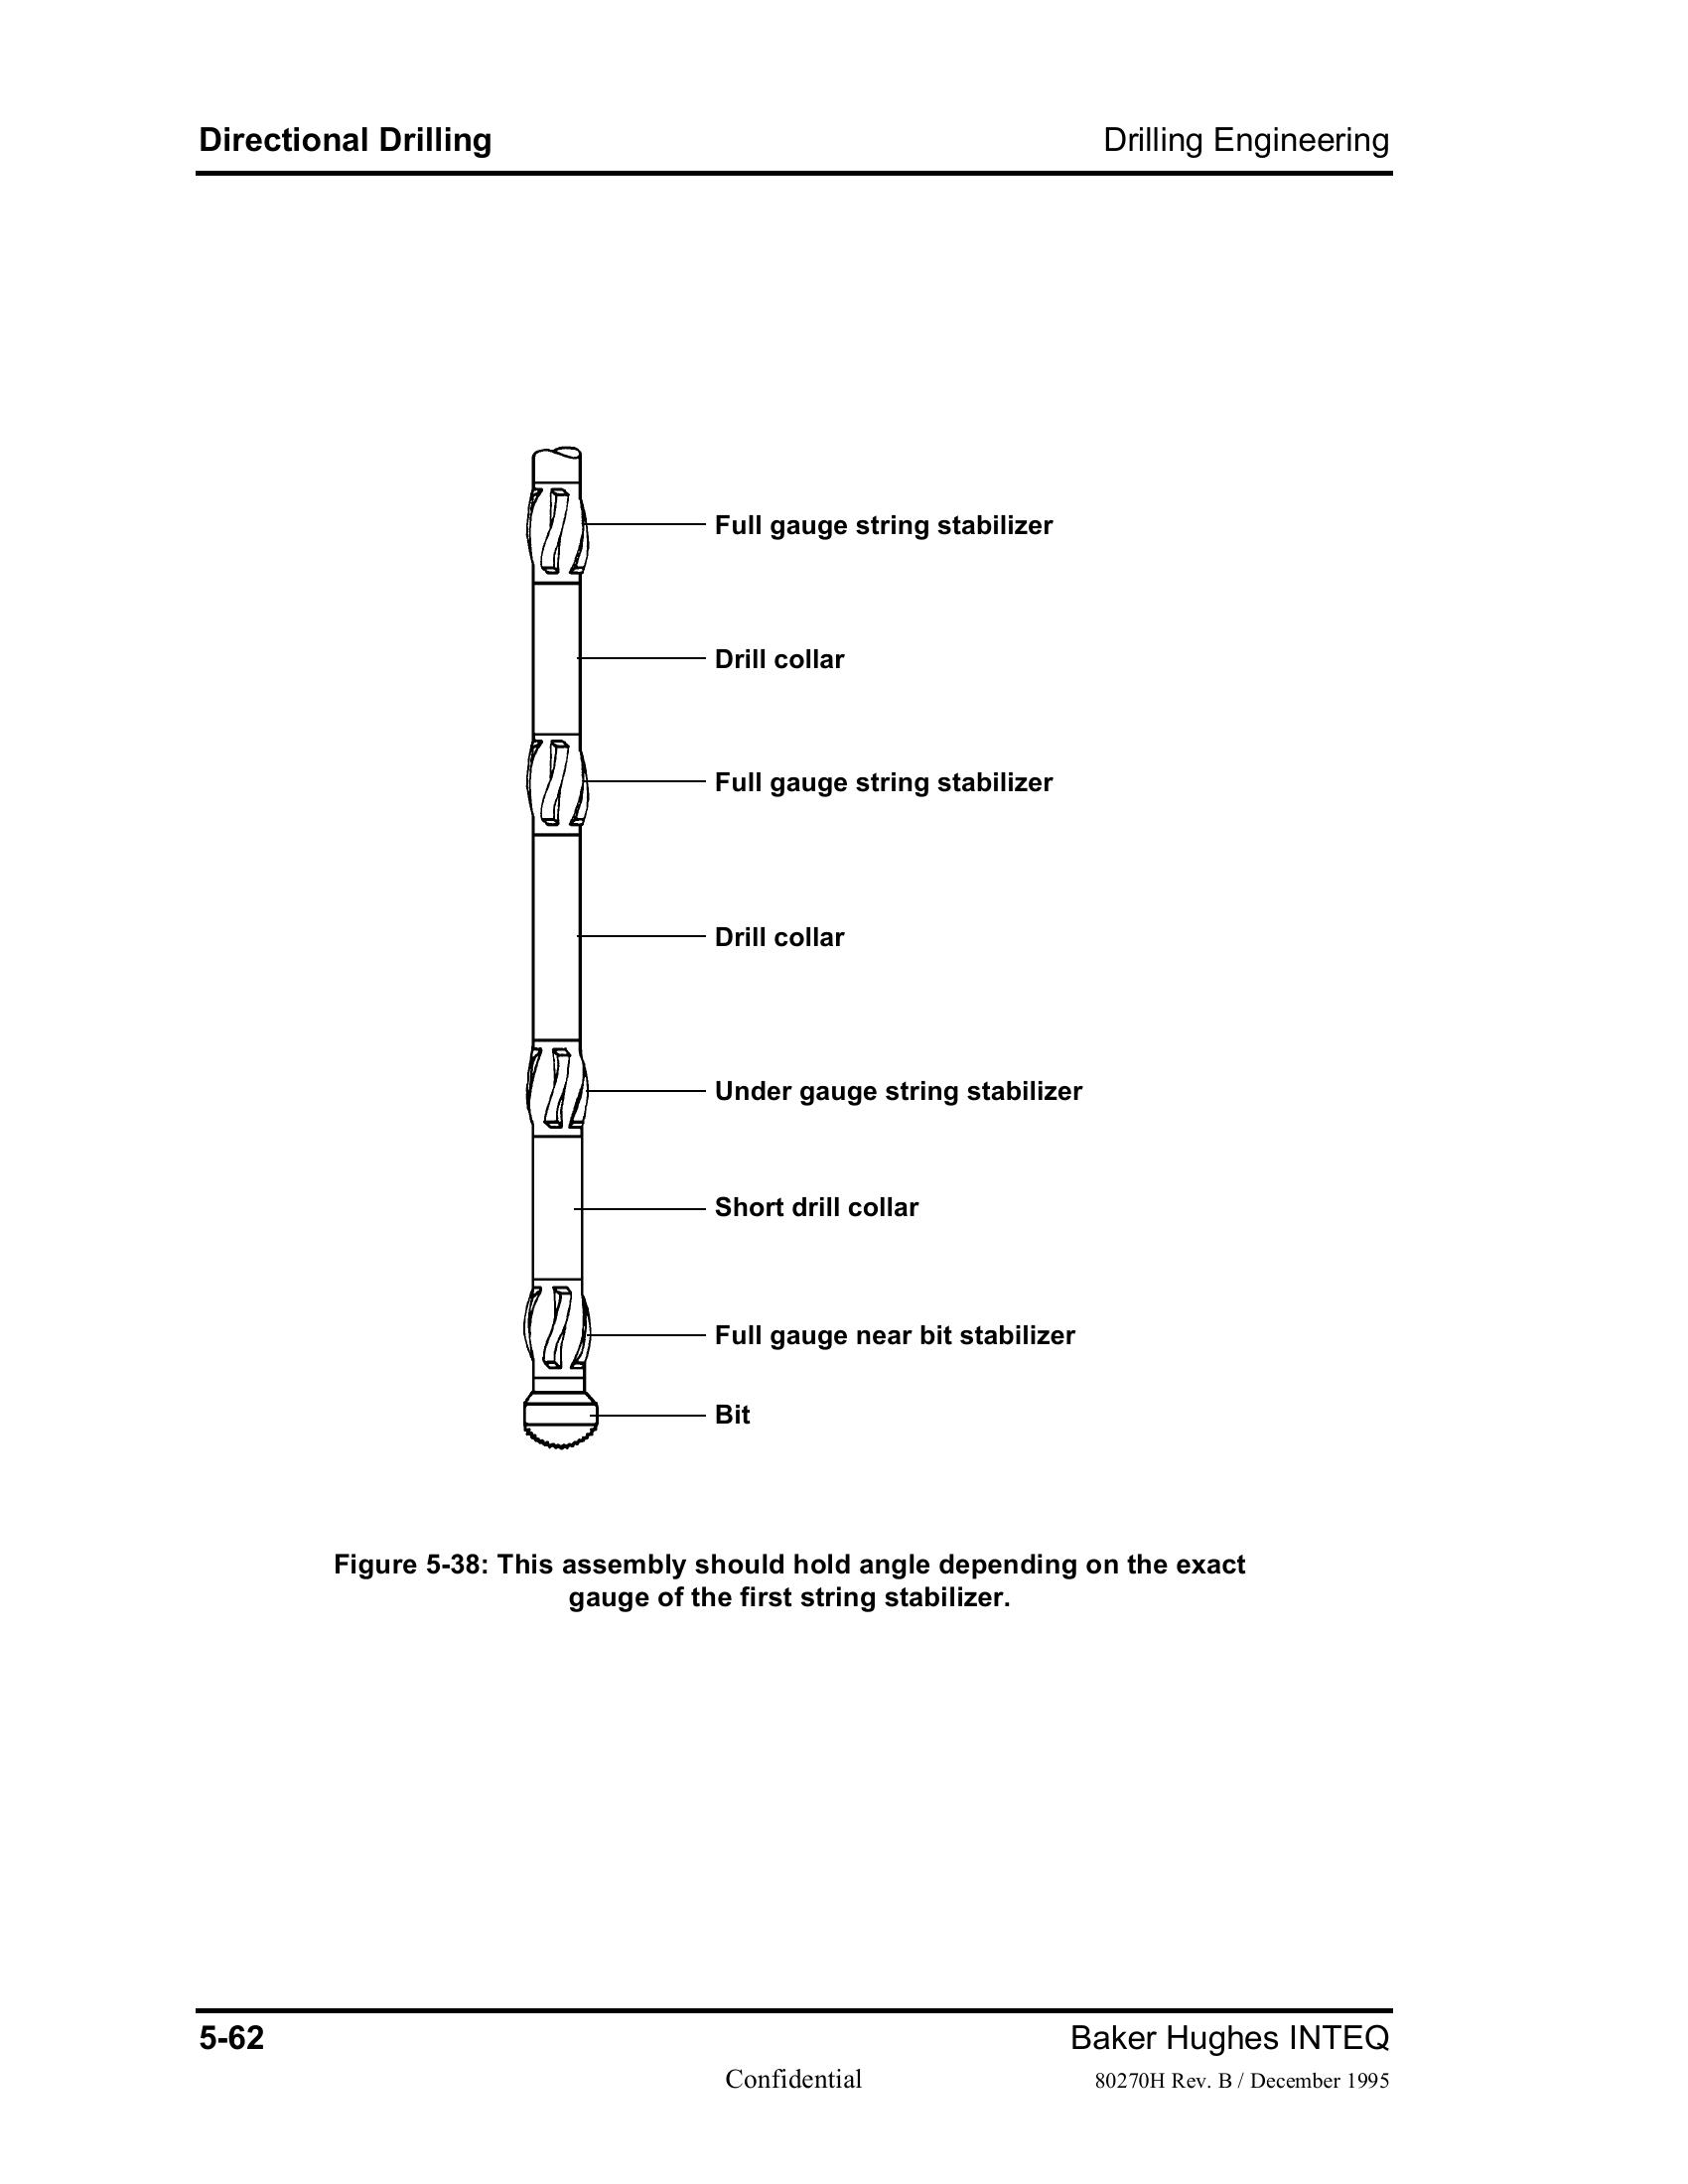 Directional Drilling
Drilling Engineering
Full gauge string stabilizer
Drill collar
Full gauge string stabilizer
Drill collar
Under gauge string stabilizer
Short drill collar
Full gauge near bit stabilizer
Bit
Figure 5-38: This assembly should hold angle depending on the exact
gauge of the first string stabilizer.
5-62
Baker Hughes INTEQ
Confidential
80270H Rev. B / December 1995